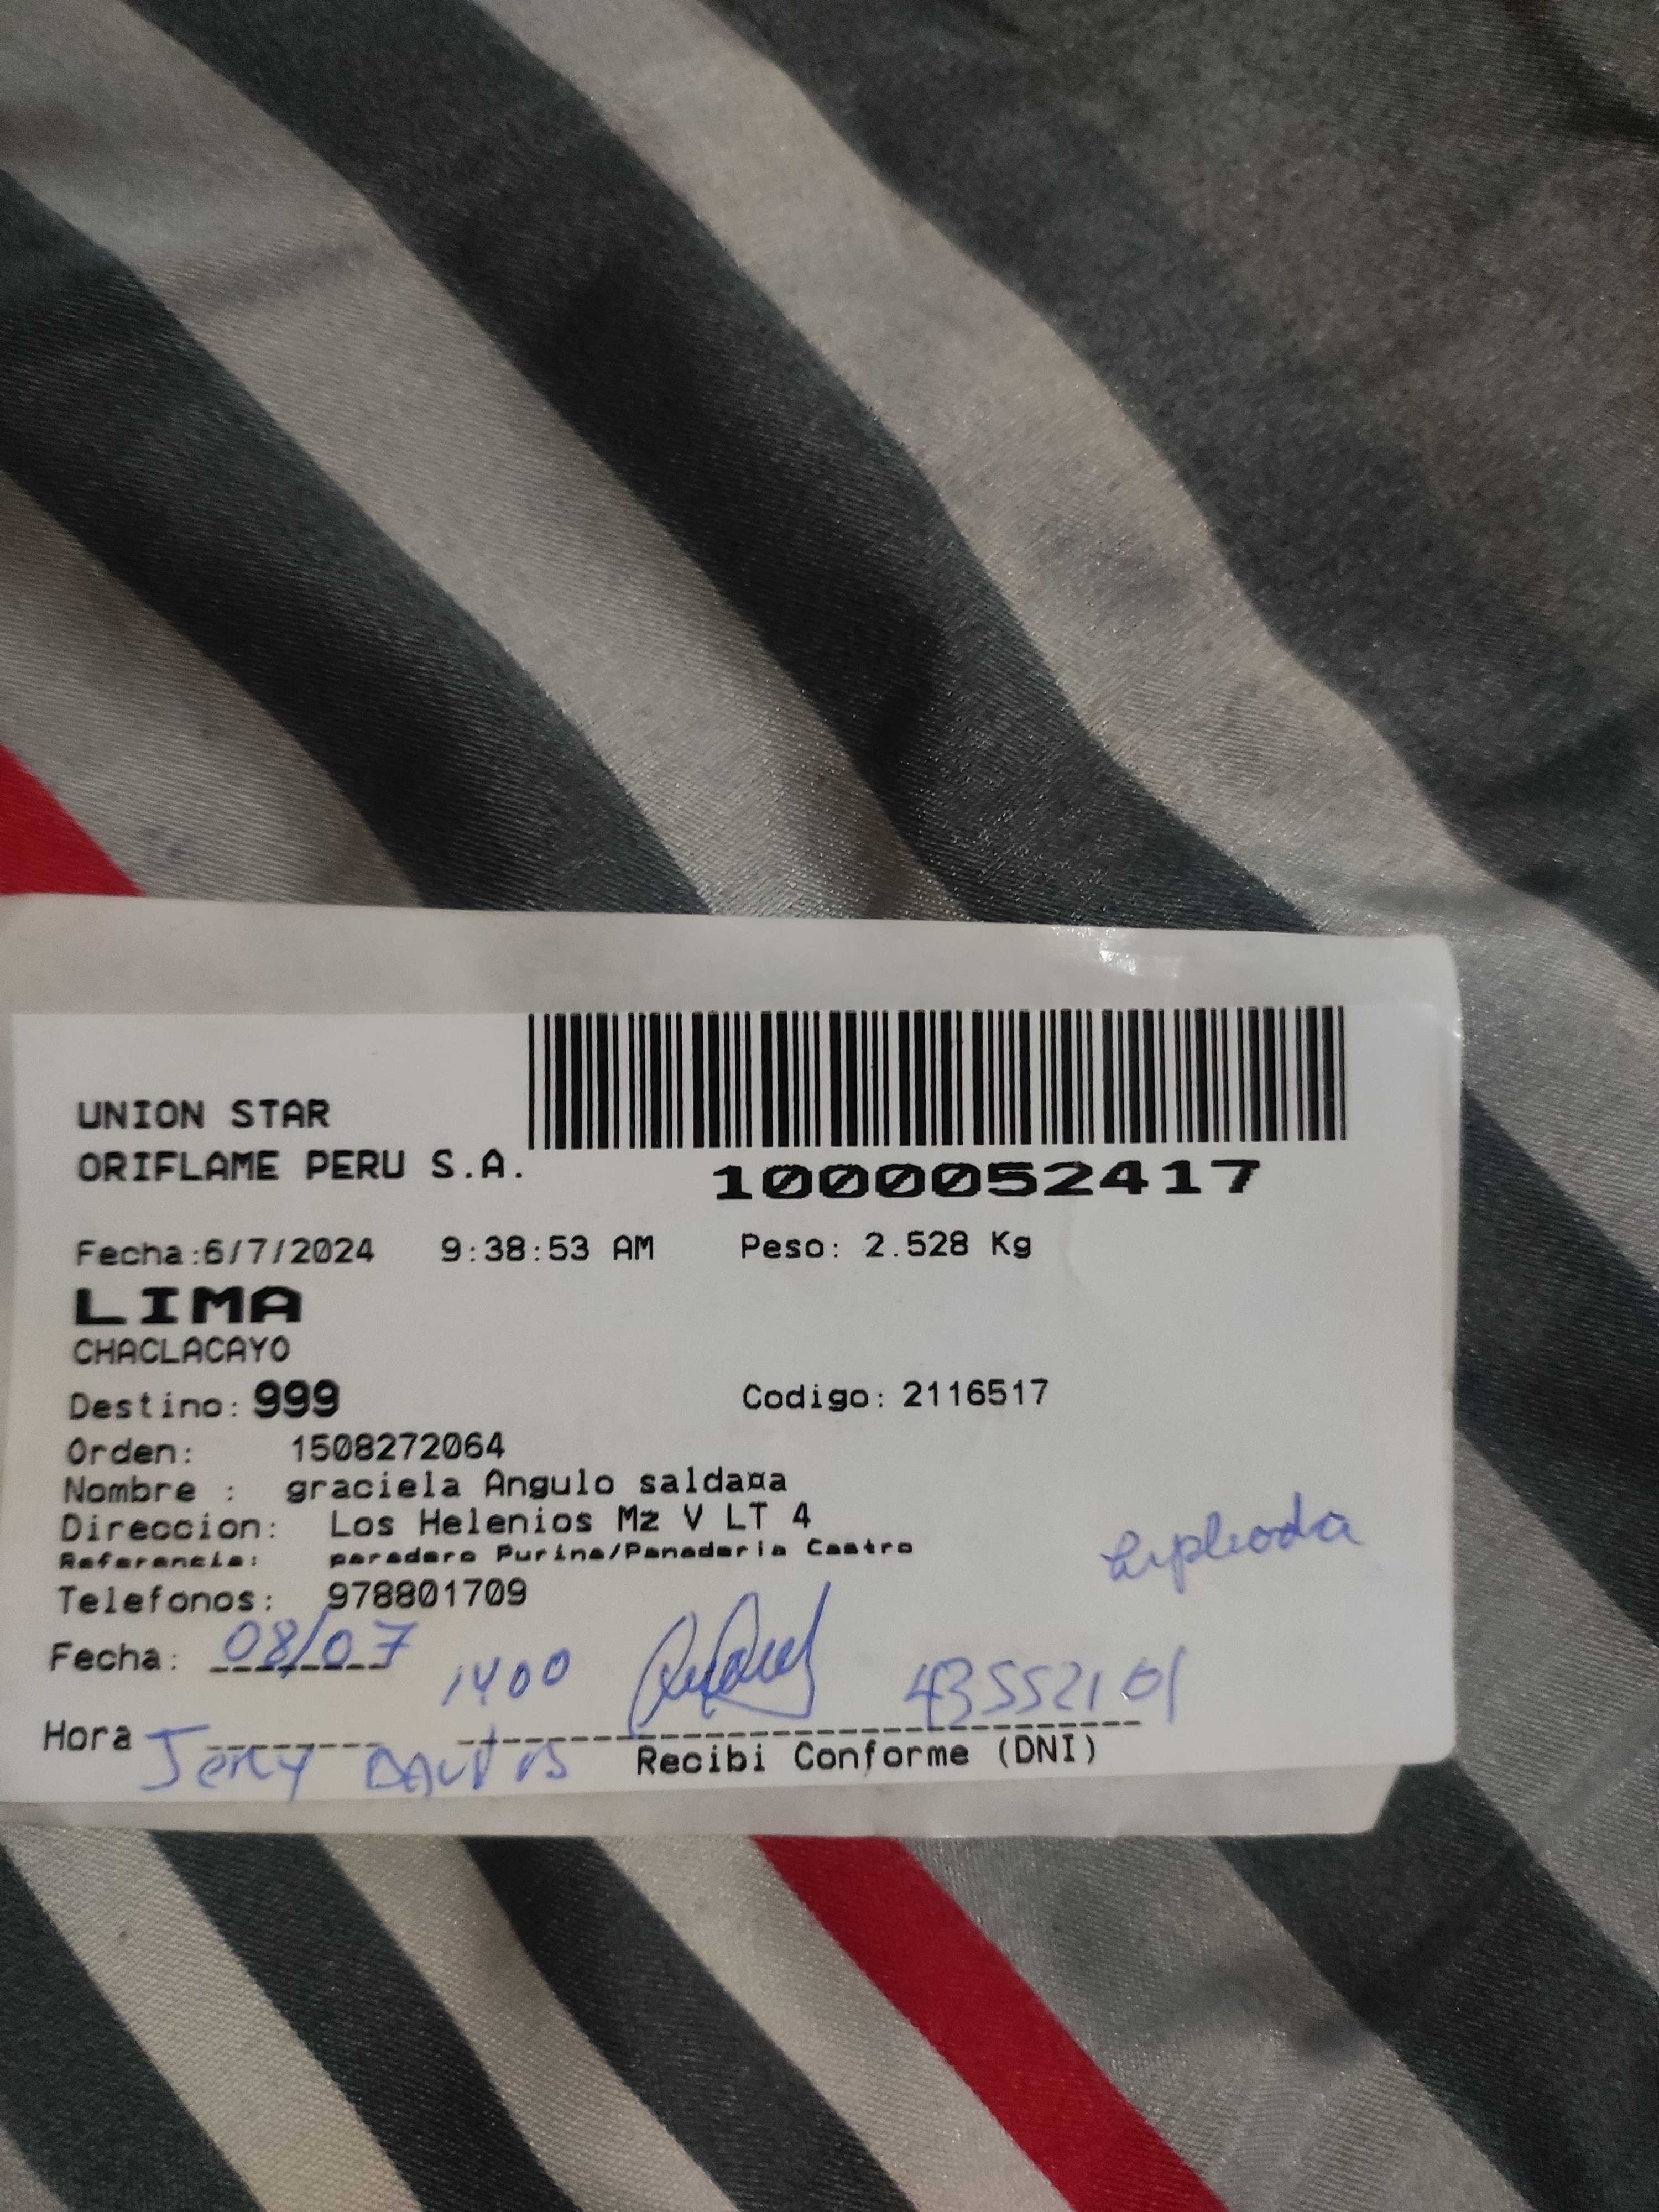 UNION STAR
ORIFLAME PERU S.A.
1000052417
Fecha:6/7/2024 9:38:53 AM Peso: 2.528 Kg
LIMA
CHACLACAYO
Destino: 999 Codigo: 2116517
Orden: 1508272064
Nombre : graciela Angulo salda¤a
Direccion: Los Helenios Mz V LT 4
Referencia: paradero Purina/Panaderia Castro
Telefonos: 978801709
Fecha: 08/07 1400
Hora
Recibi Conforme (DNI)